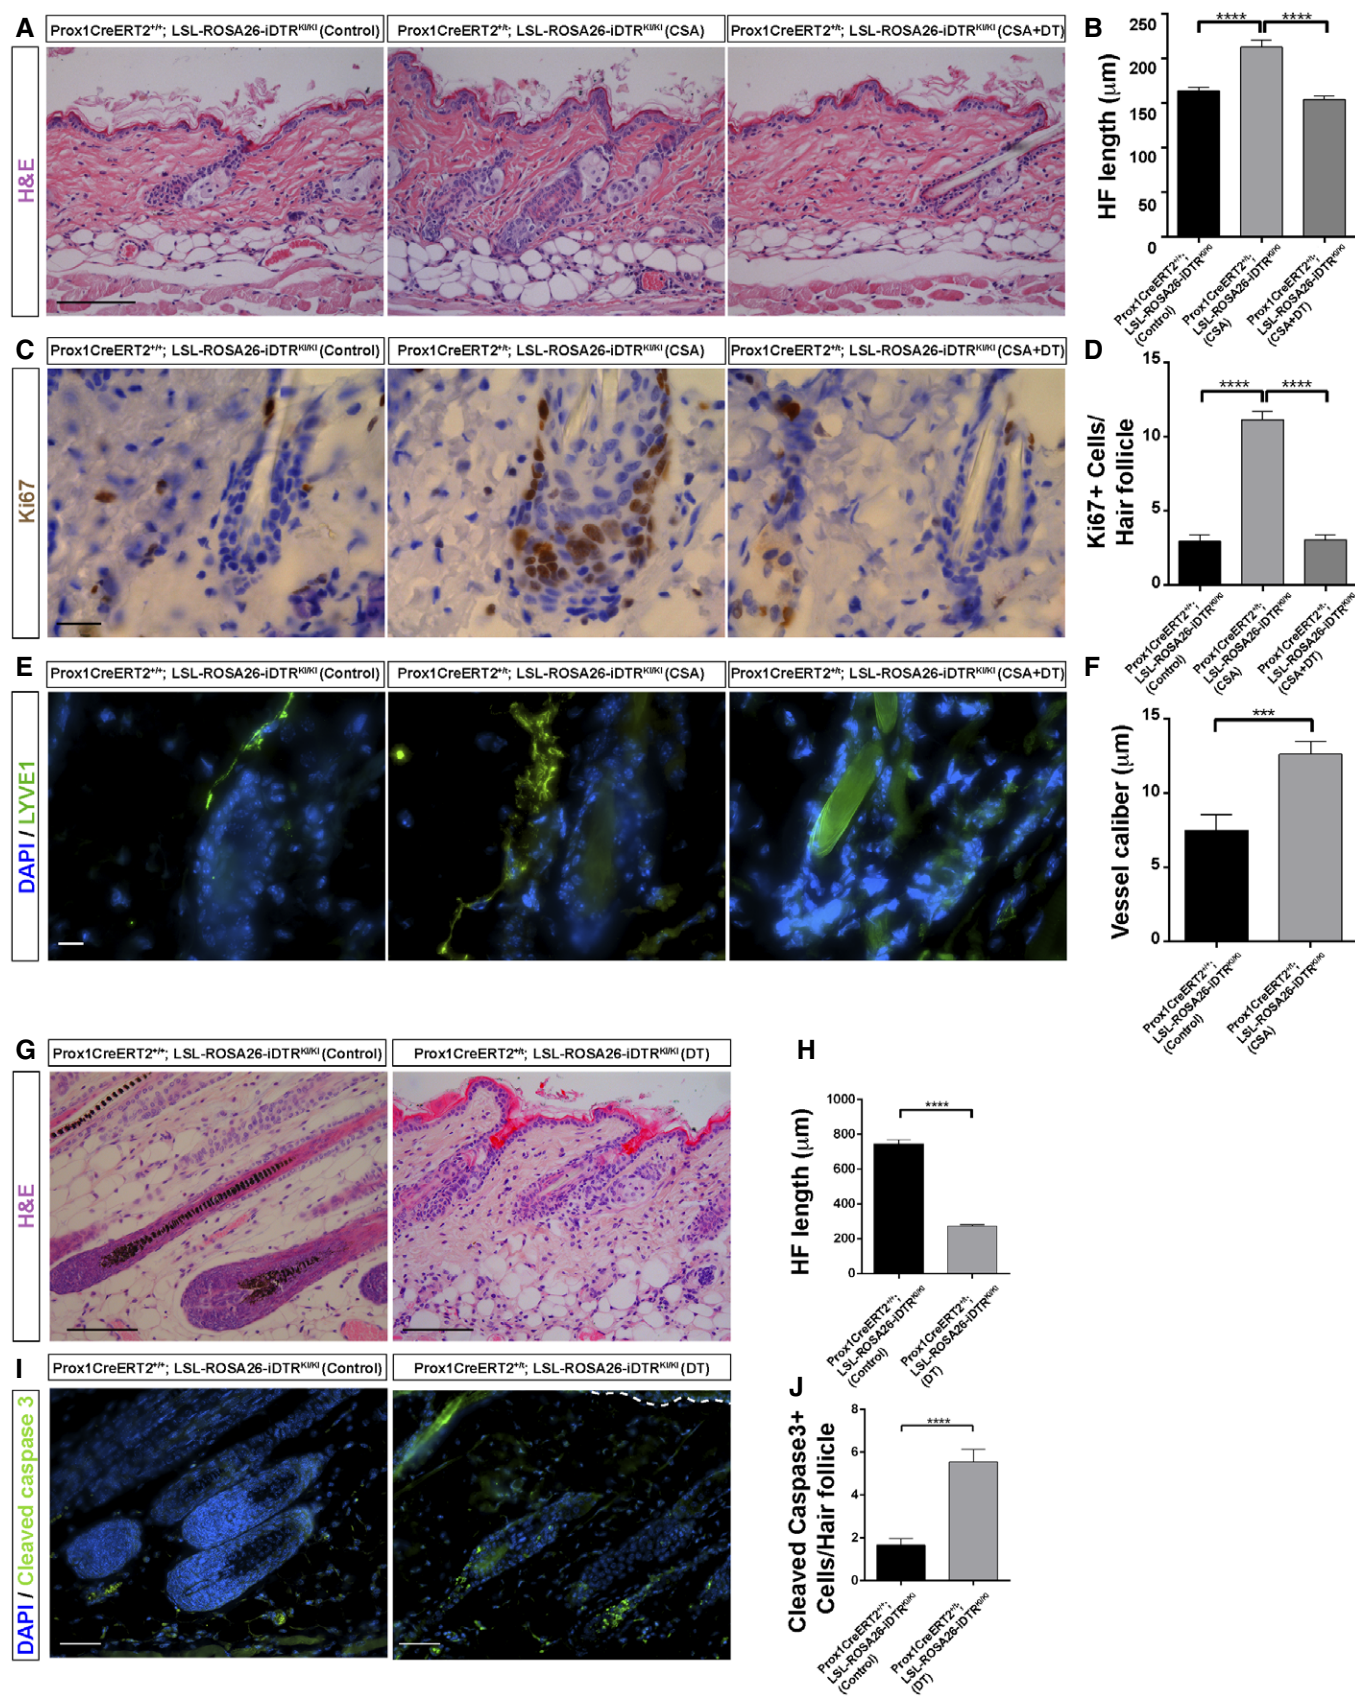 A
Prox1CreERT2+/+; LSL-ROSA26-iDTRKI/KI (Control)
Prox1CreERT2+/t; LSL-ROSA26-iDTRKI/KI (CSA)
Prox1CreERT2+/t; LSL-ROSA26-iDTRKI/KI (CSA+DT)
H&E
B
HF length (μm)
250
200
150
100
50
0
****
****
Prox1CreERT2+/+;
LSL-ROSA26-iDTRKI/KI
(Control)
Prox1CreERT2+/t;
LSL-ROSA26-iDTRKI/KI
(CSA)
Prox1CreERT2+/t;
LSL-ROSA26-iDTRKI/KI
(CSA+DT)
C
Prox1CreERT2+/+; LSL-ROSA26-iDTRKI/KI (Control)
Prox1CreERT2+/t; LSL-ROSA26-iDTRKI/KI (CSA)
Prox1CreERT2+/t; LSL-ROSA26-iDTRKI/KI (CSA+DT)
Ki67
D
Ki67+ Cells/
Hair follicle
15
10
5
0
****
****
Prox1CreERT2+/+;
LSL-ROSA26-iDTRKI/KI
(Control)
Prox1CreERT2+/t;
LSL-ROSA26-iDTRKI/KI
(CSA)
Prox1CreERT2+/t;
LSL-ROSA26-iDTRKI/KI
(CSA+DT)
E
Prox1CreERT2+/+; LSL-ROSA26-iDTRKI/KI (Control)
Prox1CreERT2+/t; LSL-ROSA26-iDTRKI/KI (CSA)
Prox1CreERT2+/t; LSL-ROSA26-iDTRKI/KI (CSA+DT)
DAPI / LYVE1
F
Vessel caliber (μm)
15
10
5
0
***
Prox1CreERT2+/+;
LSL-ROSA26-iDTRKI/KI
(Control)
Prox1CreERT2+/t;
LSL-ROSA26-iDTRKI/KI
(CSA)
G
Prox1CreERT2+/+; LSL-ROSA26-iDTRKI/KI (Control)
Prox1CreERT2+/t; LSL-ROSA26-iDTRKI/KI (DT)
H&E
H
HF length (μm)
1000
800
600
400
200
0
****
Prox1CreERT2+/+;
LSL-ROSA26-iDTRKI/KI
(Control)
Prox1CreERT2+/t;
LSL-ROSA26-iDTRKI/KI
(DT)
I
Prox1CreERT2+/+; LSL-ROSA26-iDTRKI/KI (Control)
Prox1CreERT2+/t; LSL-ROSA26-iDTRKI/KI (DT)
DAPI / Cleaved caspase 3
J
Cleaved Caspase3+
Cells/Hair follicle
8
6
4
2
0
****
Prox1CreERT2+/+;
LSL-ROSA26-iDTRKI/KI
(Control)
Prox1CreERT2+/t;
LSL-ROSA26-iDTRKI/KI
(DT)